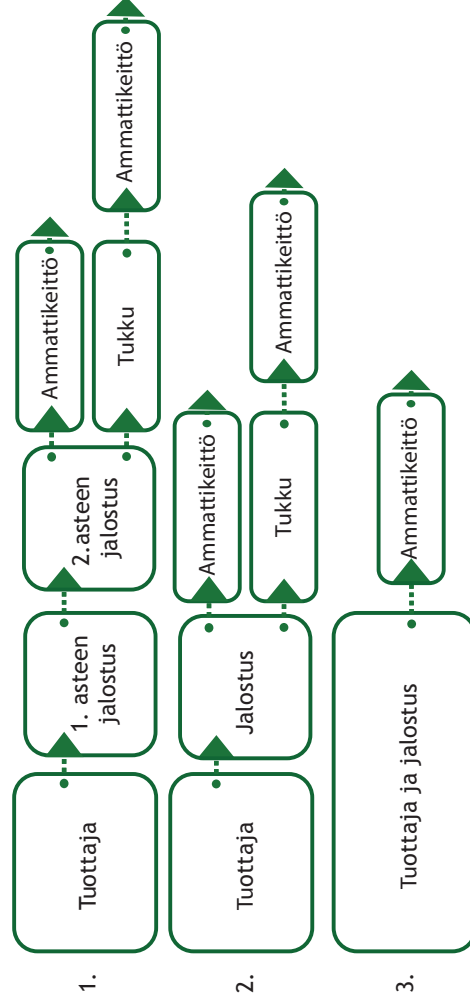 1.
Tuottaja
1. asteen
jalostus
2.asteen
jalostus
Ammattikeittö
Tukku
Ammattikeittö
2.
Tuottaja
Jalostus
Ammattikeittö
Tukku
Ammattikeittö
3.
Tuottaja ja jalostus
Ammattikeittö